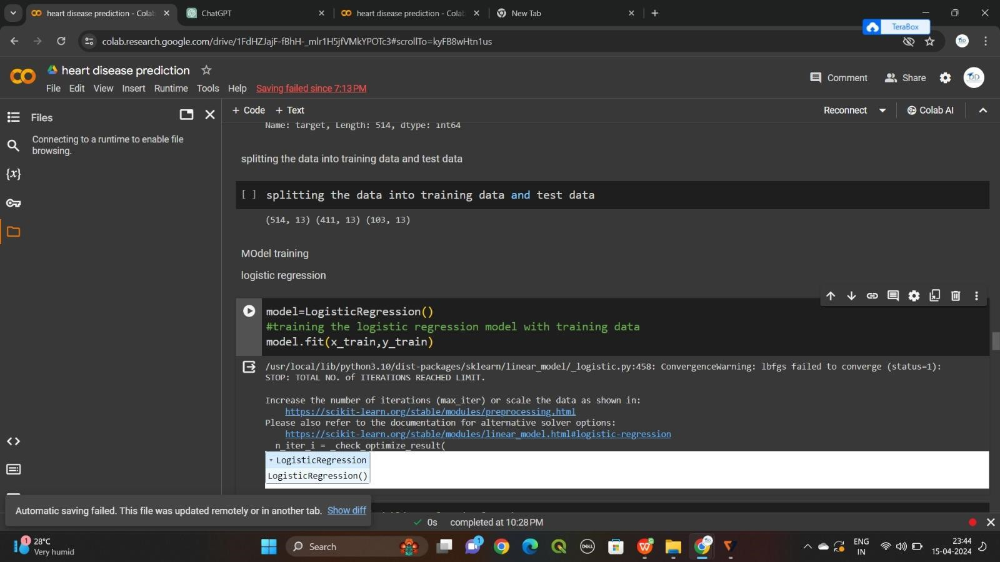 heart disease prediction - Colab
ChatGPT
heart disease prediction - Colab
New Tab
TeraBox
colab.research.google.com/drive/1FdHZJajF-fBhH-_mlr1H5jfVMkYPOTc3#scrollTo=kyFB8wHtn1us
heart disease prediction
Comment
Share
File Edit View Insert Runtime Tools Help Saving failed since 7:13 PM
Files
+ Code + Text
Reconnect
Colab AI
Connecting to a runtime to enable file
browsing.
Name: target, Length: 514, dtype: int64
splitting the data into training data and test data
[ ] splitting the data into training data and test data
(514, 13) (411, 13) (103, 13)
MOdel training
logistic regression
model=LogisticRegression()
#training the logistic regression model with training data
model.fit(x_train,y_train)
/usr/local/lib/python3.10/dist-packages/sklearn/linear_model/_logistic.py:458: ConvergenceWarning: lbfgs failed to converge (status=1):
STOP: TOTAL NO. of ITERATIONS REACHED LIMIT.
Increase the number of iterations (max_iter) or scale the data as shown in:
https://scikit-learn.org/stable/modules/preprocessing.html
Please also refer to the documentation for alternative solver options:
https://scikit-learn.org/stable/modules/linear_model.html#logistic-regression
n_iter_i = _check_optimize_result(
LogisticRegression
LogisticRegression()
Automatic saving failed. This file was updated remotely or in another tab. Show diff
0s completed at 10:28 PM
1
28°C
Very humid
Search
1
DELL
ENG
IN
23:44
15-04-2024